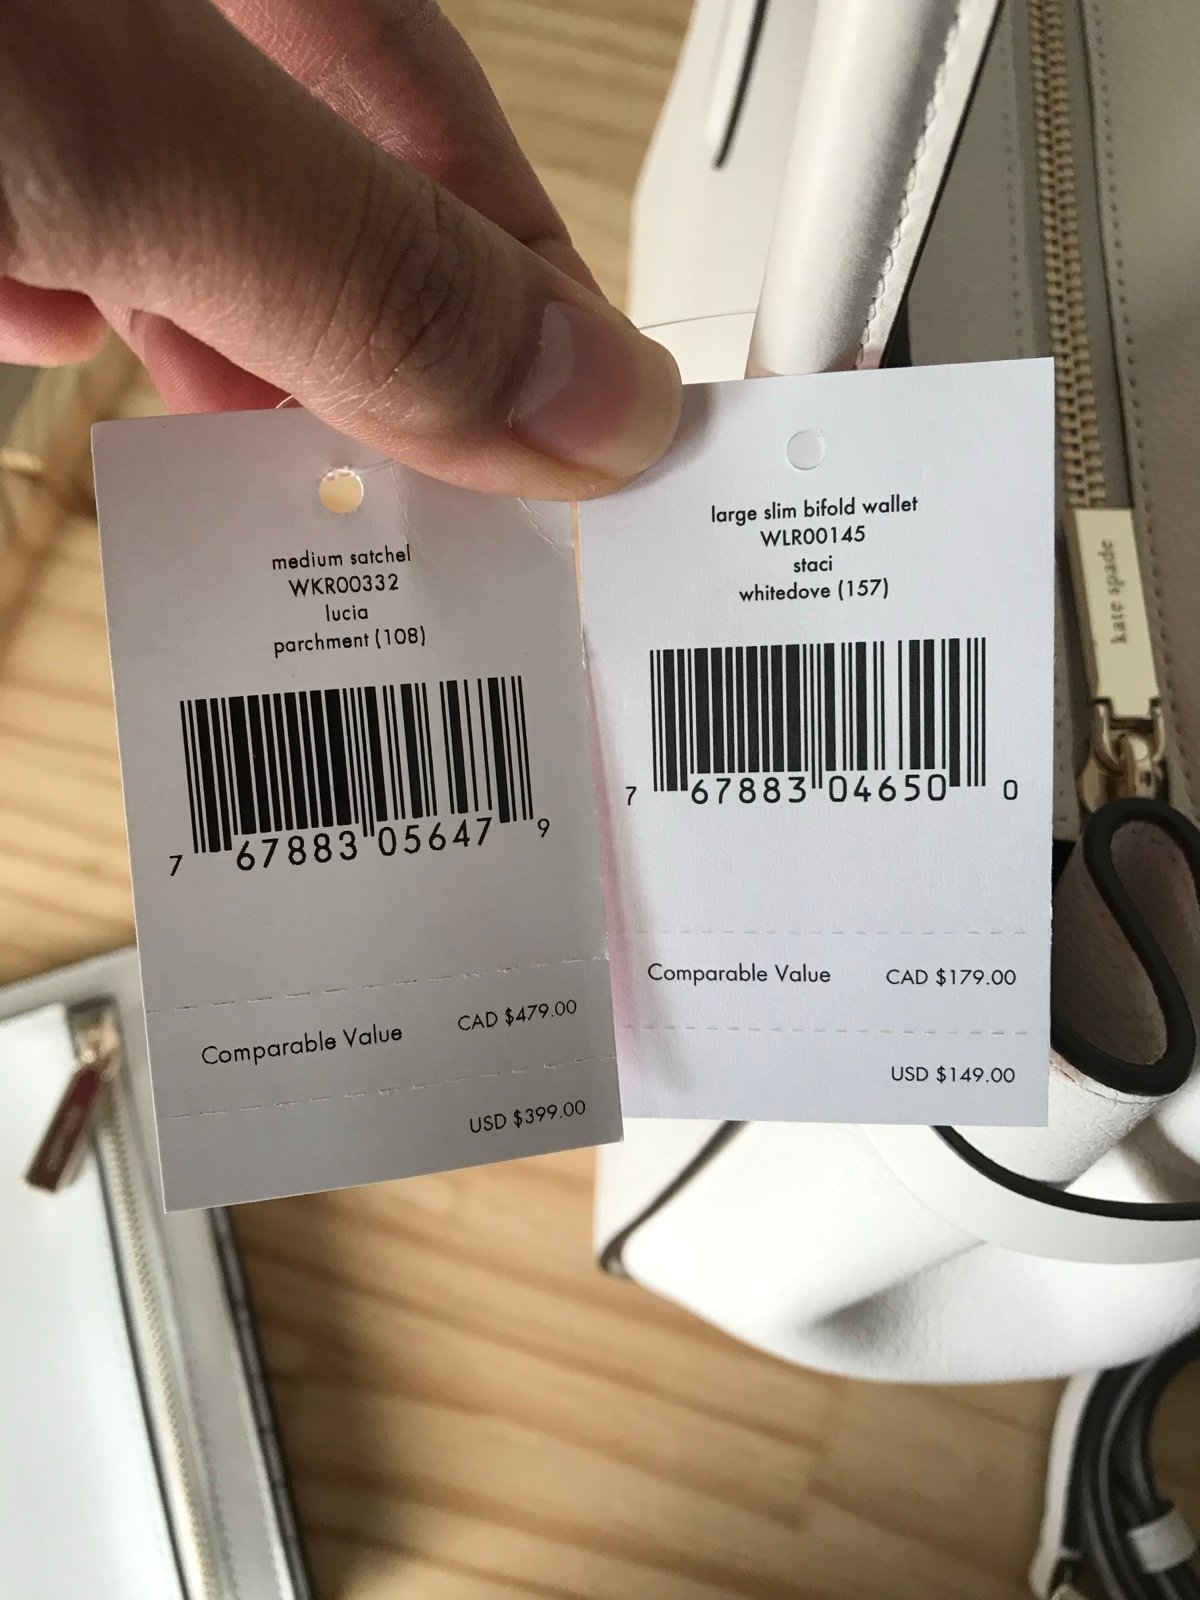 medium satchel
WKR00332
lucia
parchment (108)
7 67883 05647 9
Comparable Value CAD $479.00
USD $399.00
large slim bifold wallet
WLR00145
staci
whitedove (157)
7 67883 04650 0
Comparable Value CAD $179.00
USD $149.00
kate spade